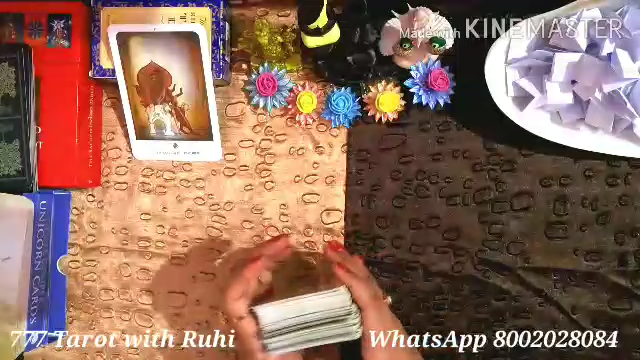 Made with KINEMASTER
UNICORN CARDS
777 Tarot with Ruhi
WhatsApp 8002028084